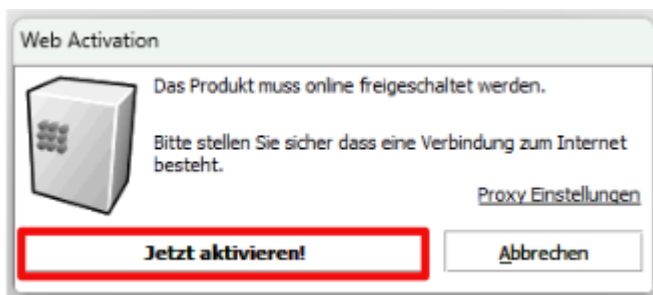 Web Activation
Das Produkt muss online freigeschaltet werden.
Bitte stellen Sie sicher dass eine Verbindung zum Internet
besteht.
Proxy Einstellungen
Jetzt aktivieren!
Abbrechen